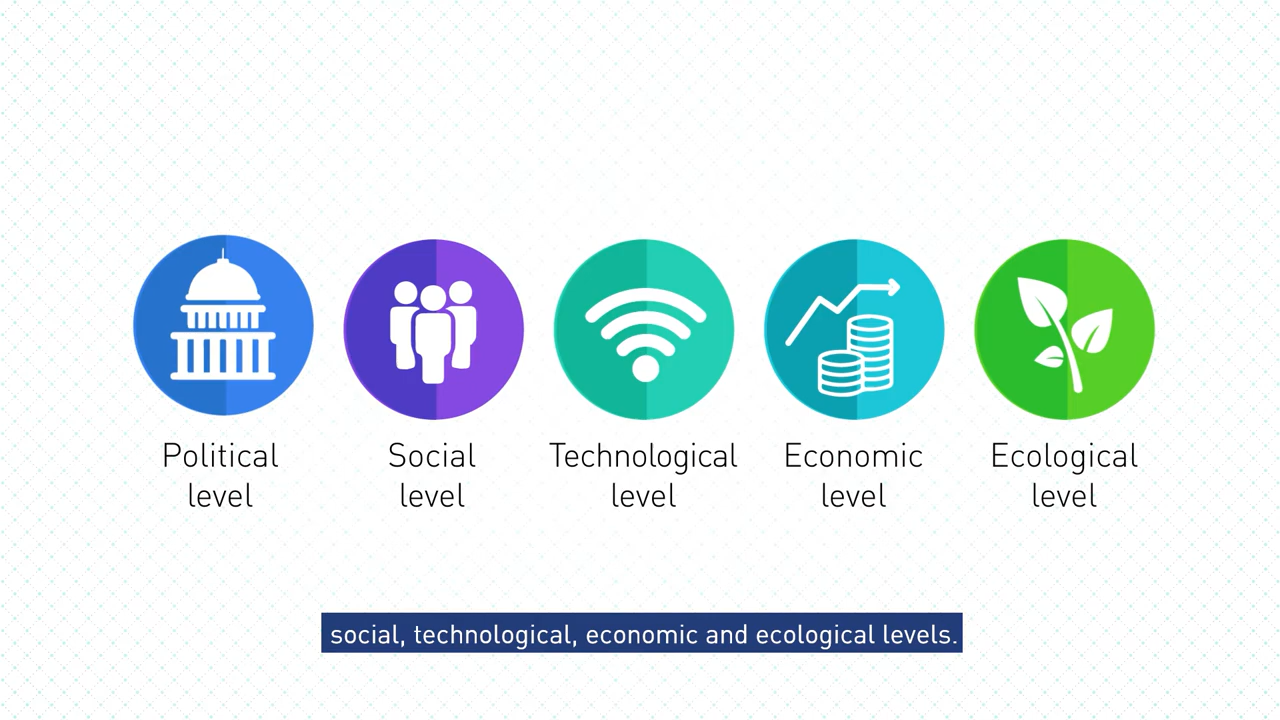 Political
level
Social
level
Technological
level
Economic
level
Ecological
level
social, technological, economic and ecological levels.